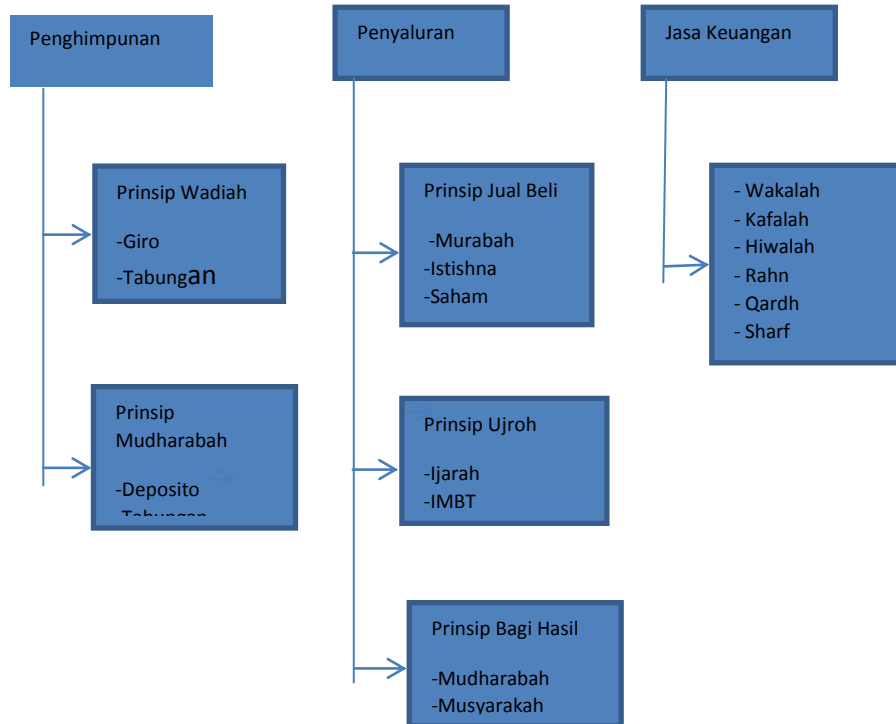 Penghimpunan
Prinsip Wadiah
-Giro
-Tabungan
Prinsip
Mudharabah
-Deposito
-Tabungan
Penyaluran
Prinsip Jual Beli
-Murabah
-Istishna
-Saham
Prinsip Ujroh
-Ijarah
-IMBT
Prinsip Bagi Hasil
-Mudharabah
-Musyarakah
Jasa Keuangan
- Wakalah
- Kafalah
- Hiwalah
- Rahn
- Qardh
- Sharf